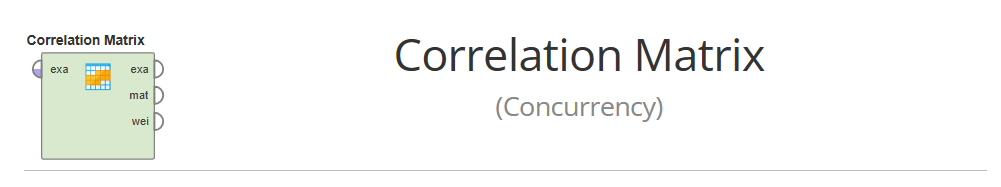 Correlation Matrix
exa exa
mat
wei
Correlation Matrix
(Concurrency)